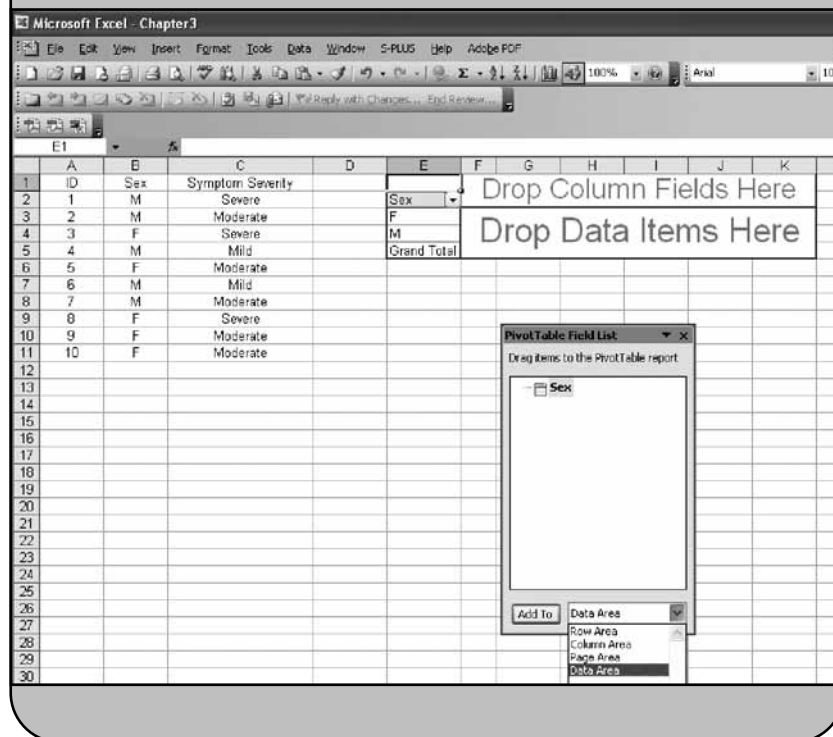 Microsoft Excel - Chapter3
File Edit View Insert Format Tools Data Window S-PLUS Help Adobe PDF
100% Arial 10
Reply with Changes... End Review...
E1 fx
A B C D E F G H I J K
1 ID Sex Symptom Severity Drop Column Fields Here
2 1 M Severe Sex
3 2 M Moderate F Drop Data Items Here
4 3 F Severe M
5 4 M Mild Grand Total
6 5 F Moderate
7 6 M Mild
8 7 M Moderate
9 8 F Severe
10 9 F Moderate PivotTable Field List
11 10 F Moderate Drag items to the PivotTable report
12
13 Sex
14
15
16
17
18
19
20
21
22
23
24
25
26 Add To Data Area
27 Row Area
28 Column Area
29 Page Area
30 Data Area